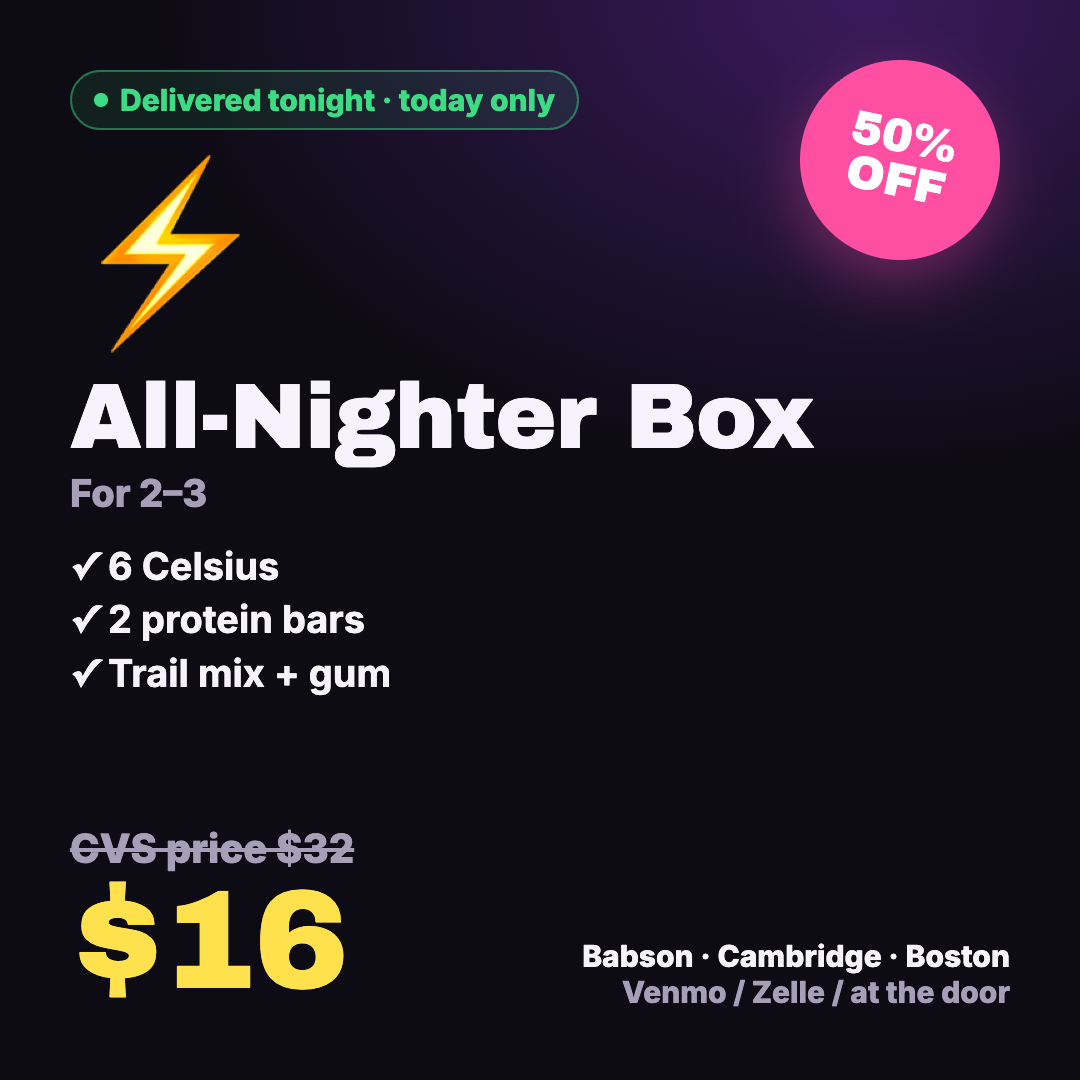 Delivered tonight · today only
50%
OFF
All-Nighter Box
For 2–3
✓ 6 Celsius
✓ 2 protein bars
✓ Trail mix + gum
CVS price $32
$16
Babson · Cambridge · Boston
Venmo / Zelle / at the door